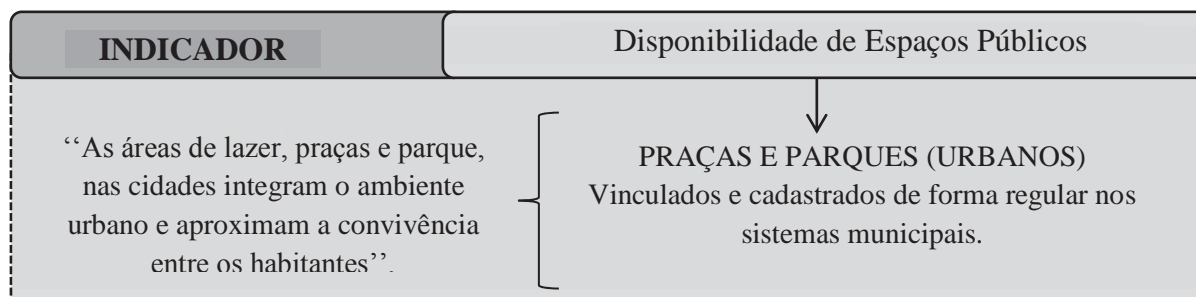 INDICADOR
Disponibilidade de Espaços Públicos
‘‘As áreas de lazer, praças e parque,
nas cidades integram o ambiente
urbano e aproximam a convivência
entre os habitantes’’.
PRAÇAS E PARQUES (URBANOS)
Vinculados e cadastrados de forma regular nos
sistemas municipais.